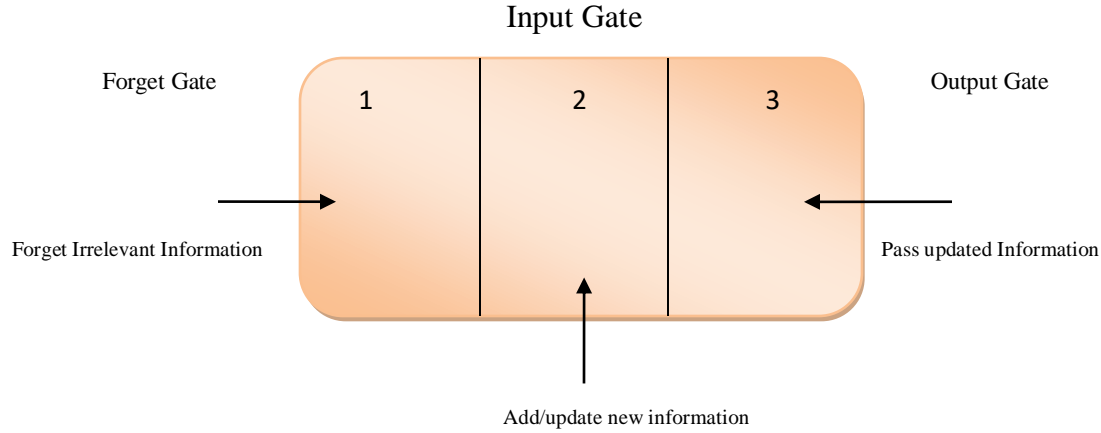 Input Gate
Forget Gate
Output Gate
1
2
3
Forget Irrelevant Information
Pass updated Information
Add/update new information